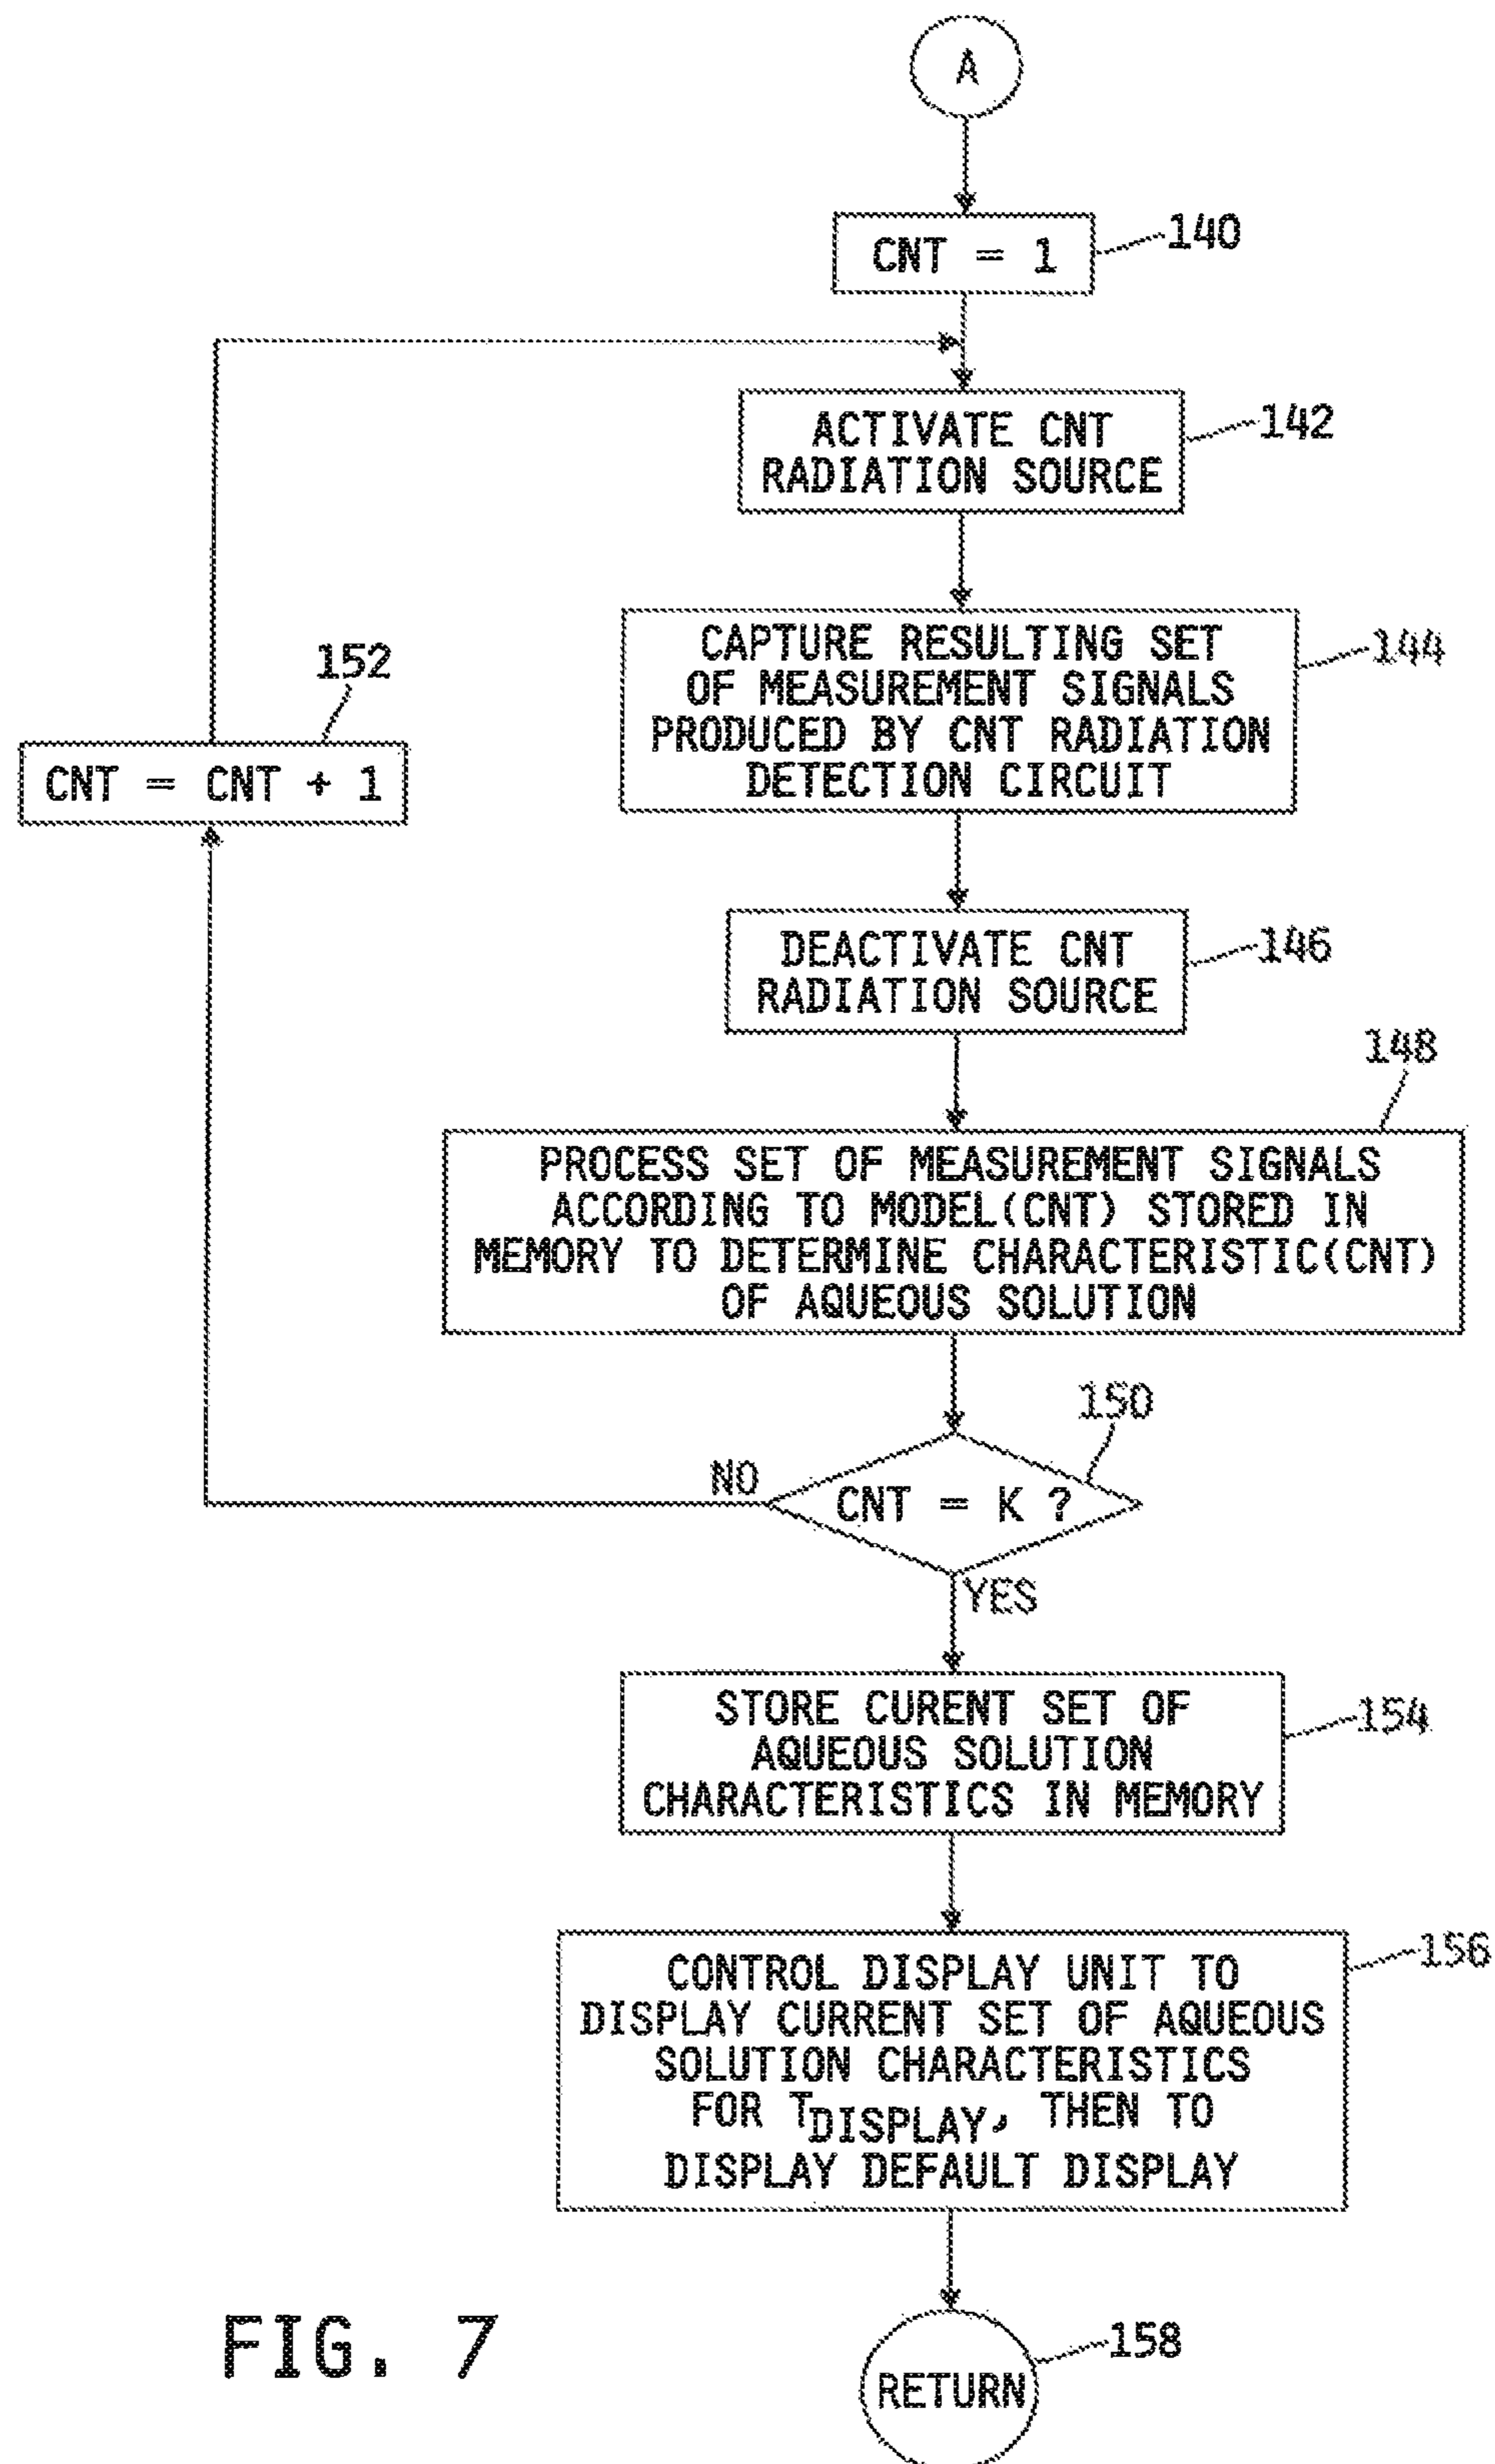 A
CNT = 1
140
ACTIVATE CNT
RADIATION SOURCE
142
CAPTURE RESULTING SET
OF MEASUREMENT SIGNALS
PRODUCED BY CNT RADIATION
DETECTION CIRCUIT
144
152
CNT = CNT + 1
DEACTIVATE CNT
RADIATION SOURCE
146
148
PROCESS SET OF MEASUREMENT SIGNALS
ACCORDING TO MODEL(CNT) STORED IN
MEMORY TO DETERMINE CHARACTERISTIC(CNT)
OF AQUEOUS SOLUTION
150
NO
CNT = K ?
YES
STORE CURENT SET OF
AQUEOUS SOLUTION
CHARACTERISTICS IN MEMORY
154
CONTROL DISPLAY UNIT TO
DISPLAY CURRENT SET OF AQUEOUS
SOLUTION CHARACTERISTICS
FOR TDISPLAY, THEN TO
DISPLAY DEFAULT DISPLAY
156
RETURN
158
FIG. 7